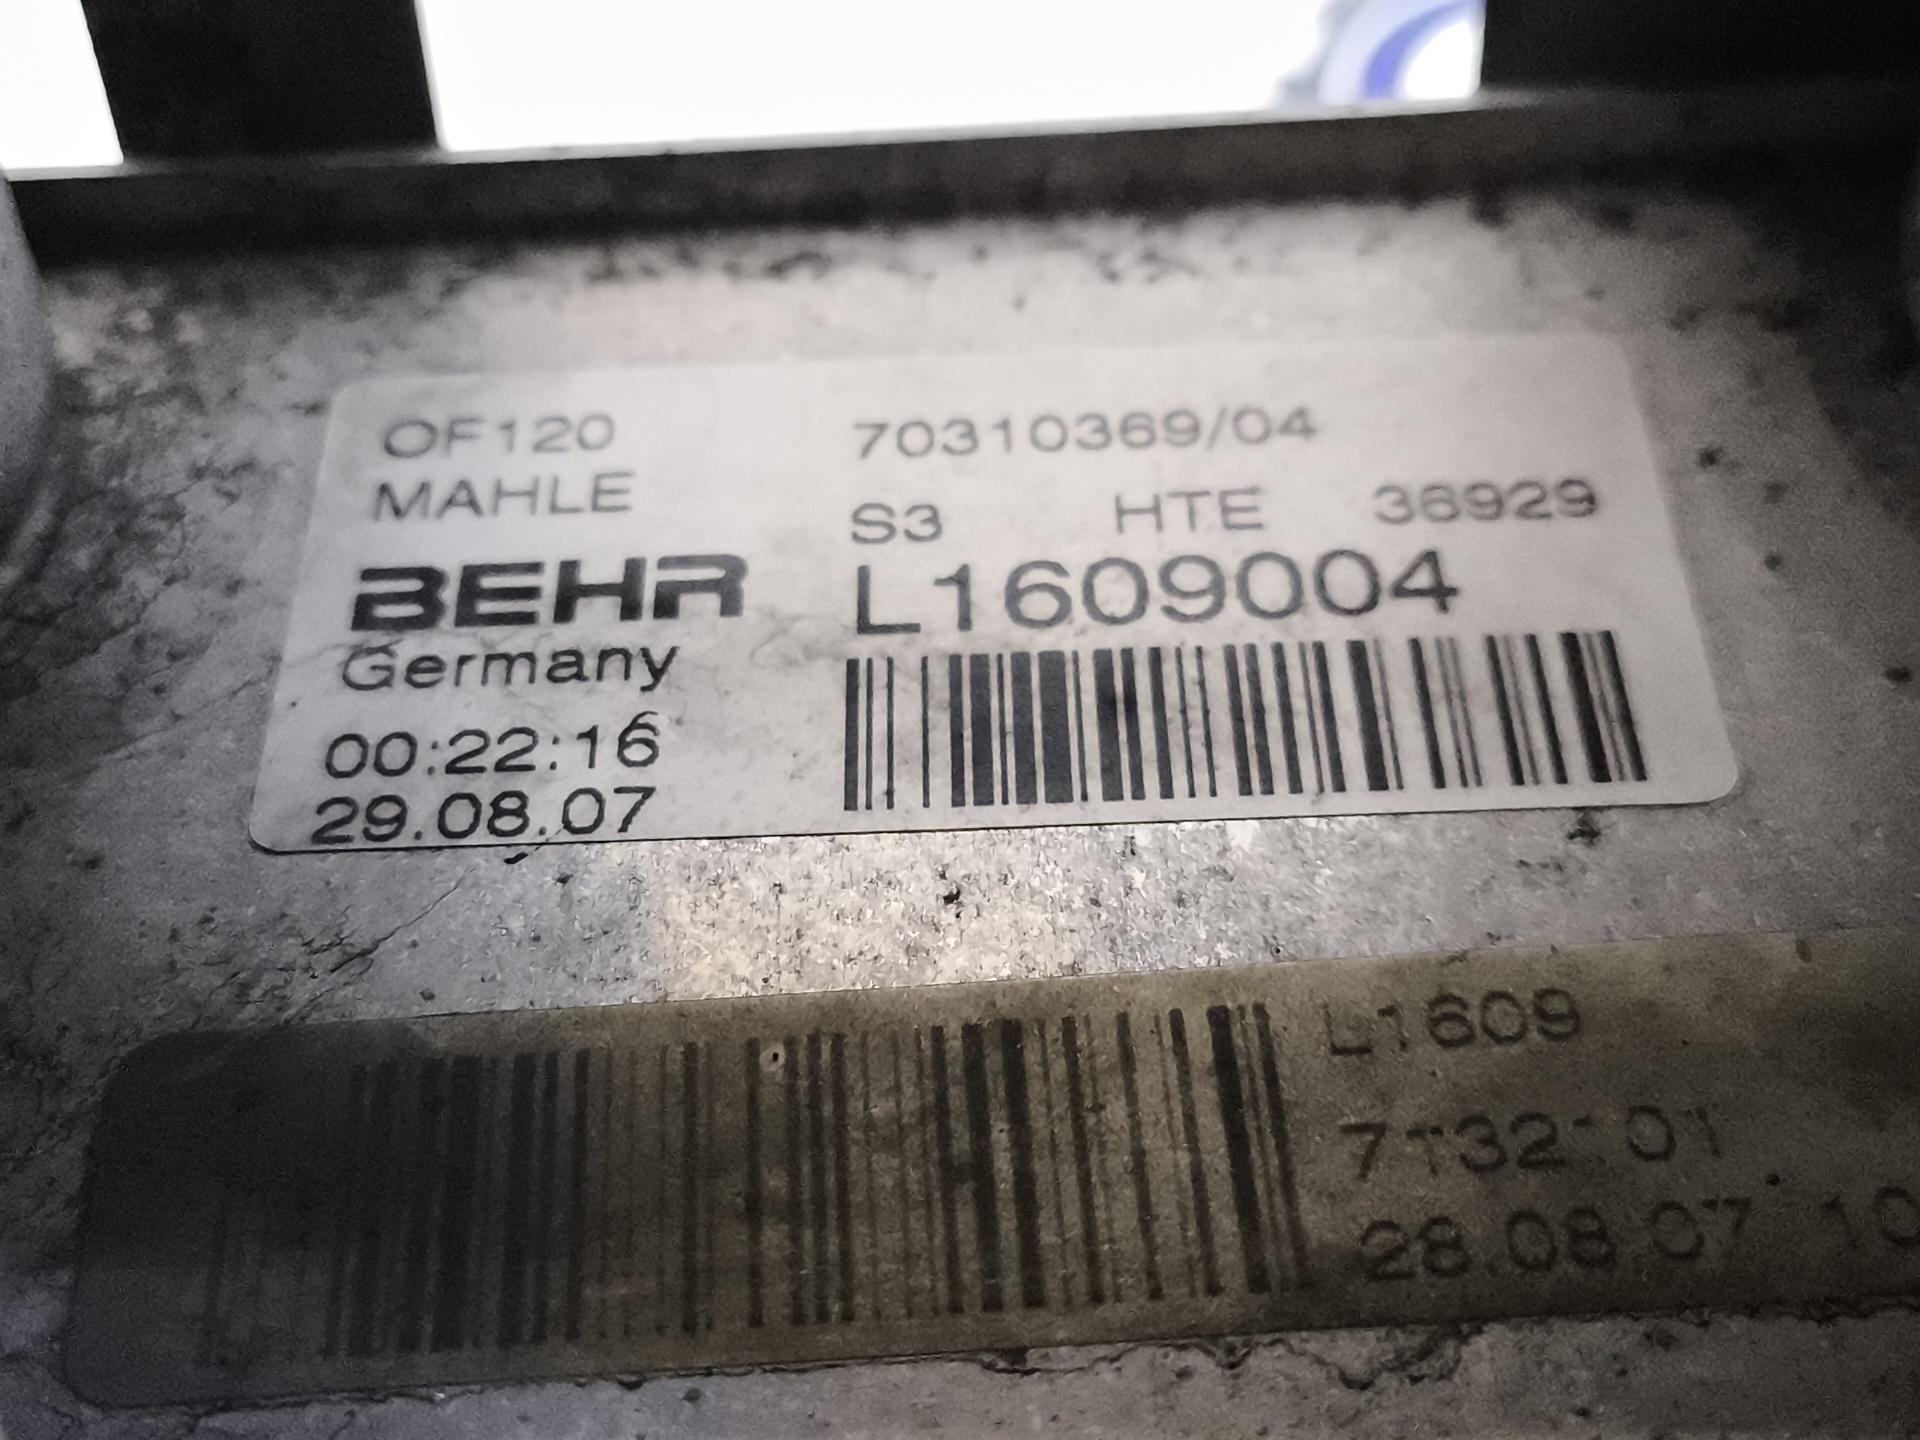 OF120 70310369/04
MAHLE S3 HTE 36929
BEHR L1609004
Germany
00:22:16
29.08.07
L1609
28.08.07 10